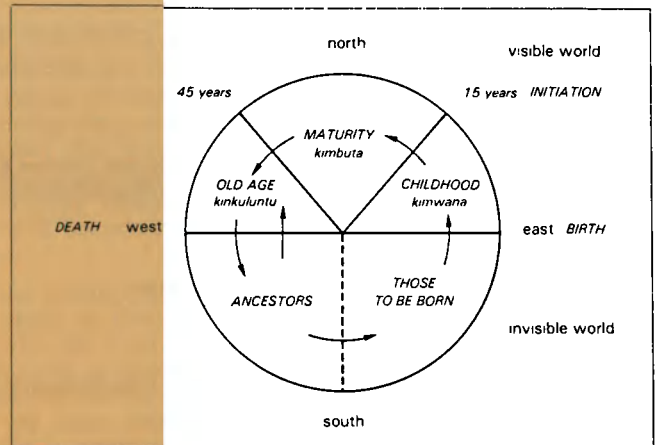 north
visible world
45 years
15 years INITIATION
MATURITY
kimbuta
OLD AGE
kinkuluntu
CHILDHOOD
kimwana
DEATH west
east BIRTH
ANCESTORS
THOSE
TO BE BORN
invisible world
south